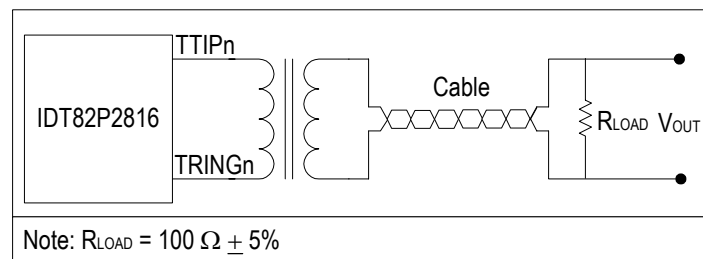 TTIPn
Cable
IDT82P2816
RLOAD VOUT
TRINGn
Note: RLOAD = 100 Ω ± 5%